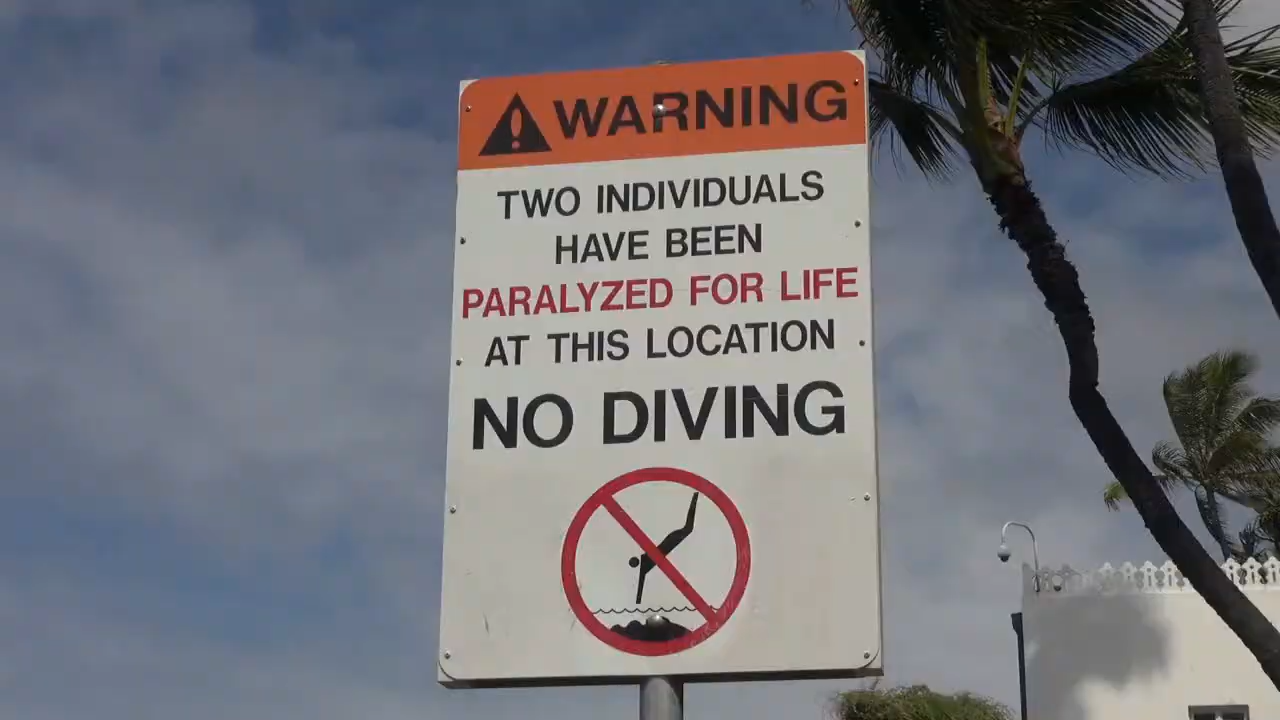 WARNING
TWO INDIVIDUALS
HAVE BEEN
PARALYZED FOR LIFE
AT THIS LOCATION
NO DIVING